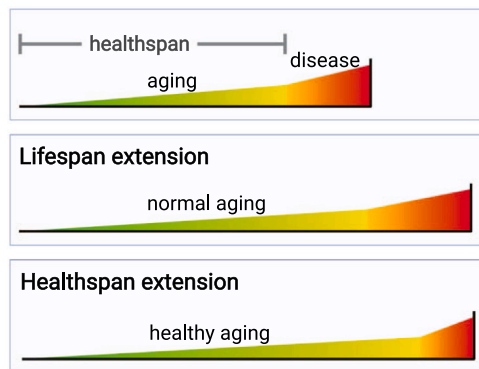 healthspan
disease
aging
Lifespan extension
normal aging
Healthspan extension
healthy aging